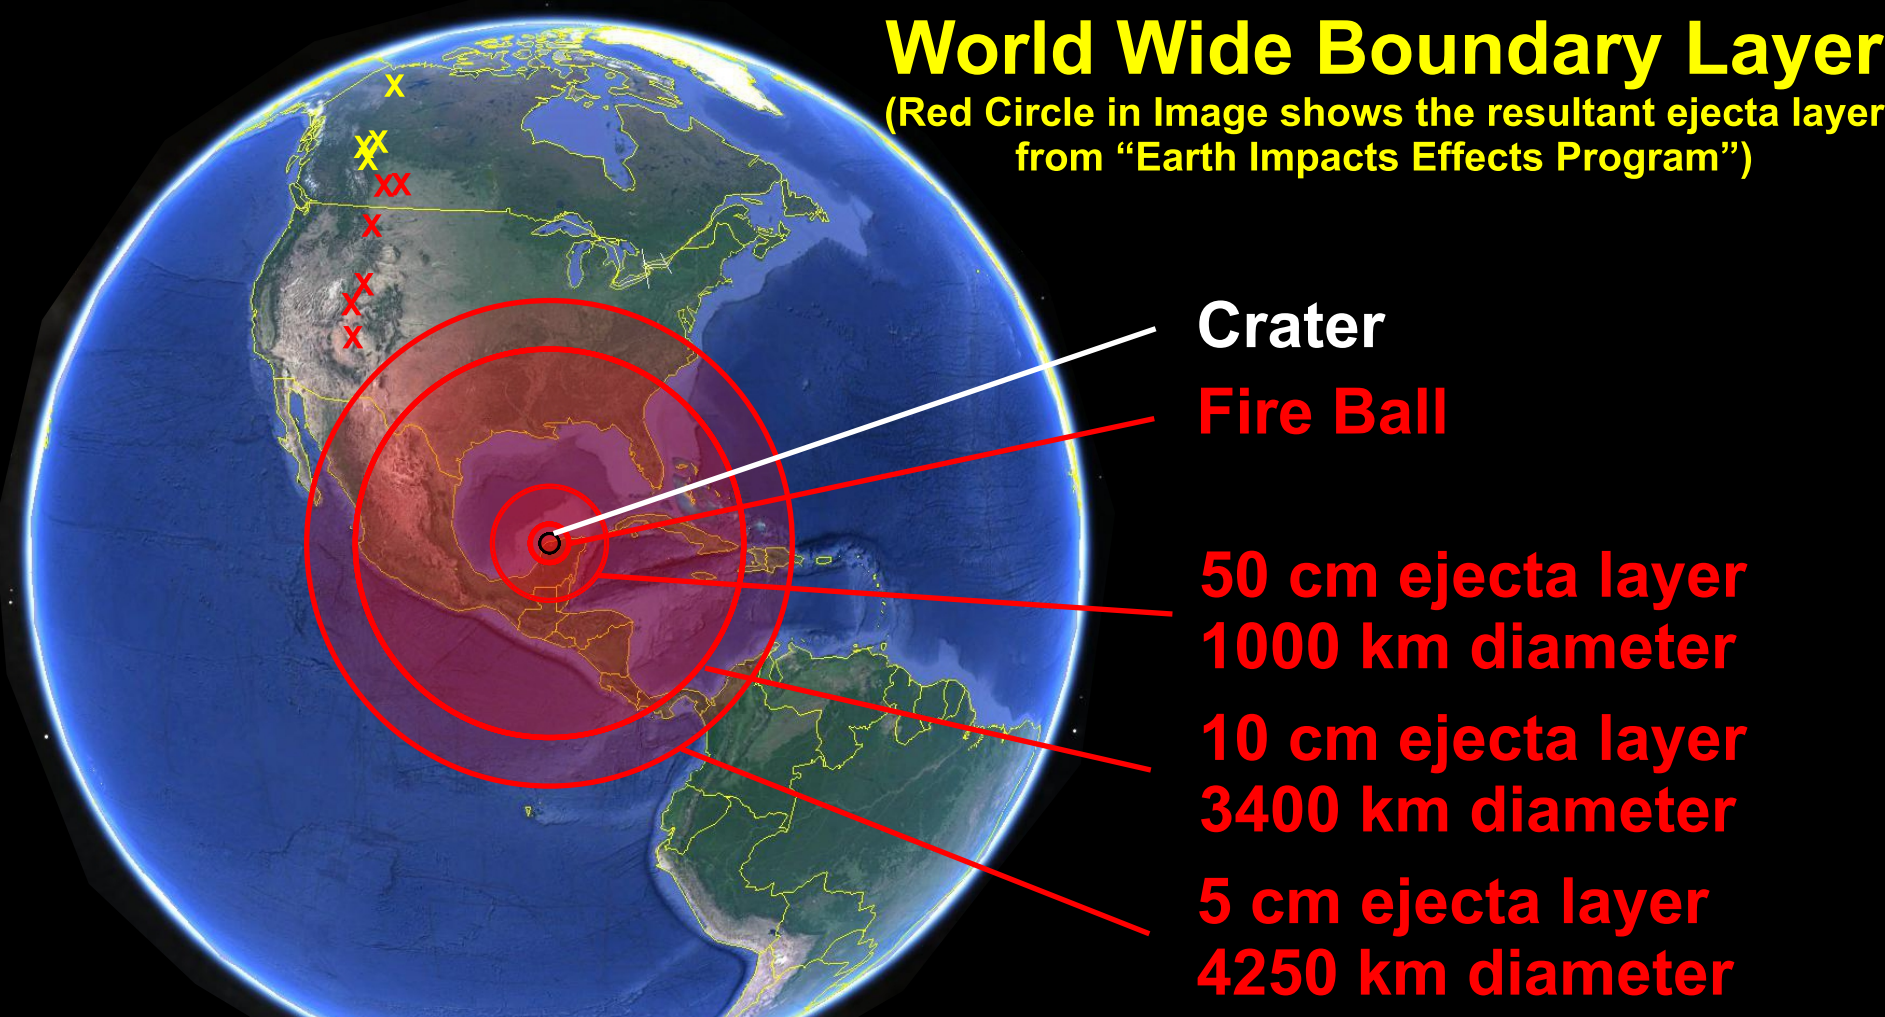 World Wide Boundary Layer
(Red Circle in Image shows the resultant ejecta layer
from “Earth Impacts Effects Program”)
X
X
X
X
X X
X
X
X
X
Crater
Fire Ball
50 cm ejecta layer
1000 km diameter
10 cm ejecta layer
3400 km diameter
5 cm ejecta layer
4250 km diameter